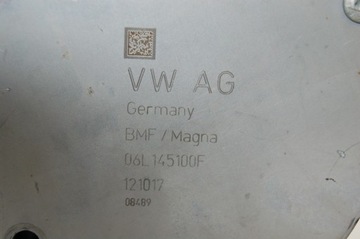 VW AG
Germany
BMF/Magna
06L145100F
121017
08489